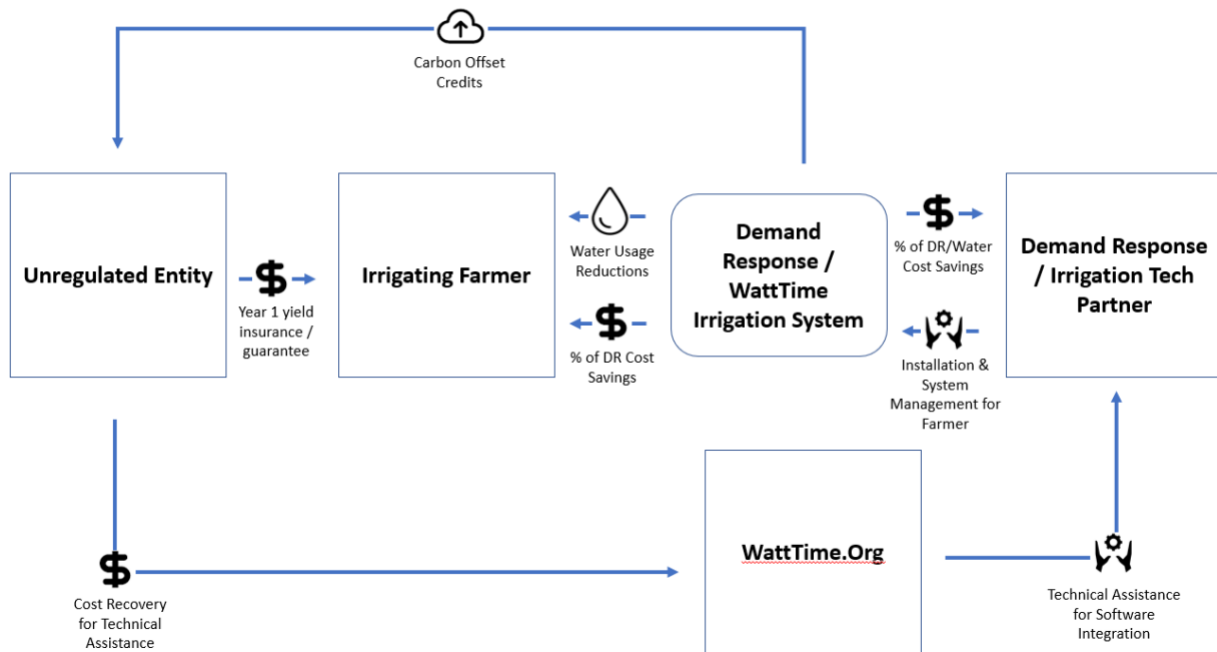 Carbon Offset
Credits
Unregulated Entity
Year 1 yield
insurance /
guarantee
Irrigating Farmer
Water Usage
Reductions
% of DR Cost
Savings
Demand
Response /
WattTime
Irrigation System
% of DR/Water
Cost Savings
Installation &
System
Management for
Farmer
Demand Response
/ Irrigation Tech
Partner
Cost Recovery
for Technical
Assistance
WattTime.Org
Technical Assistance
for Software
Integration